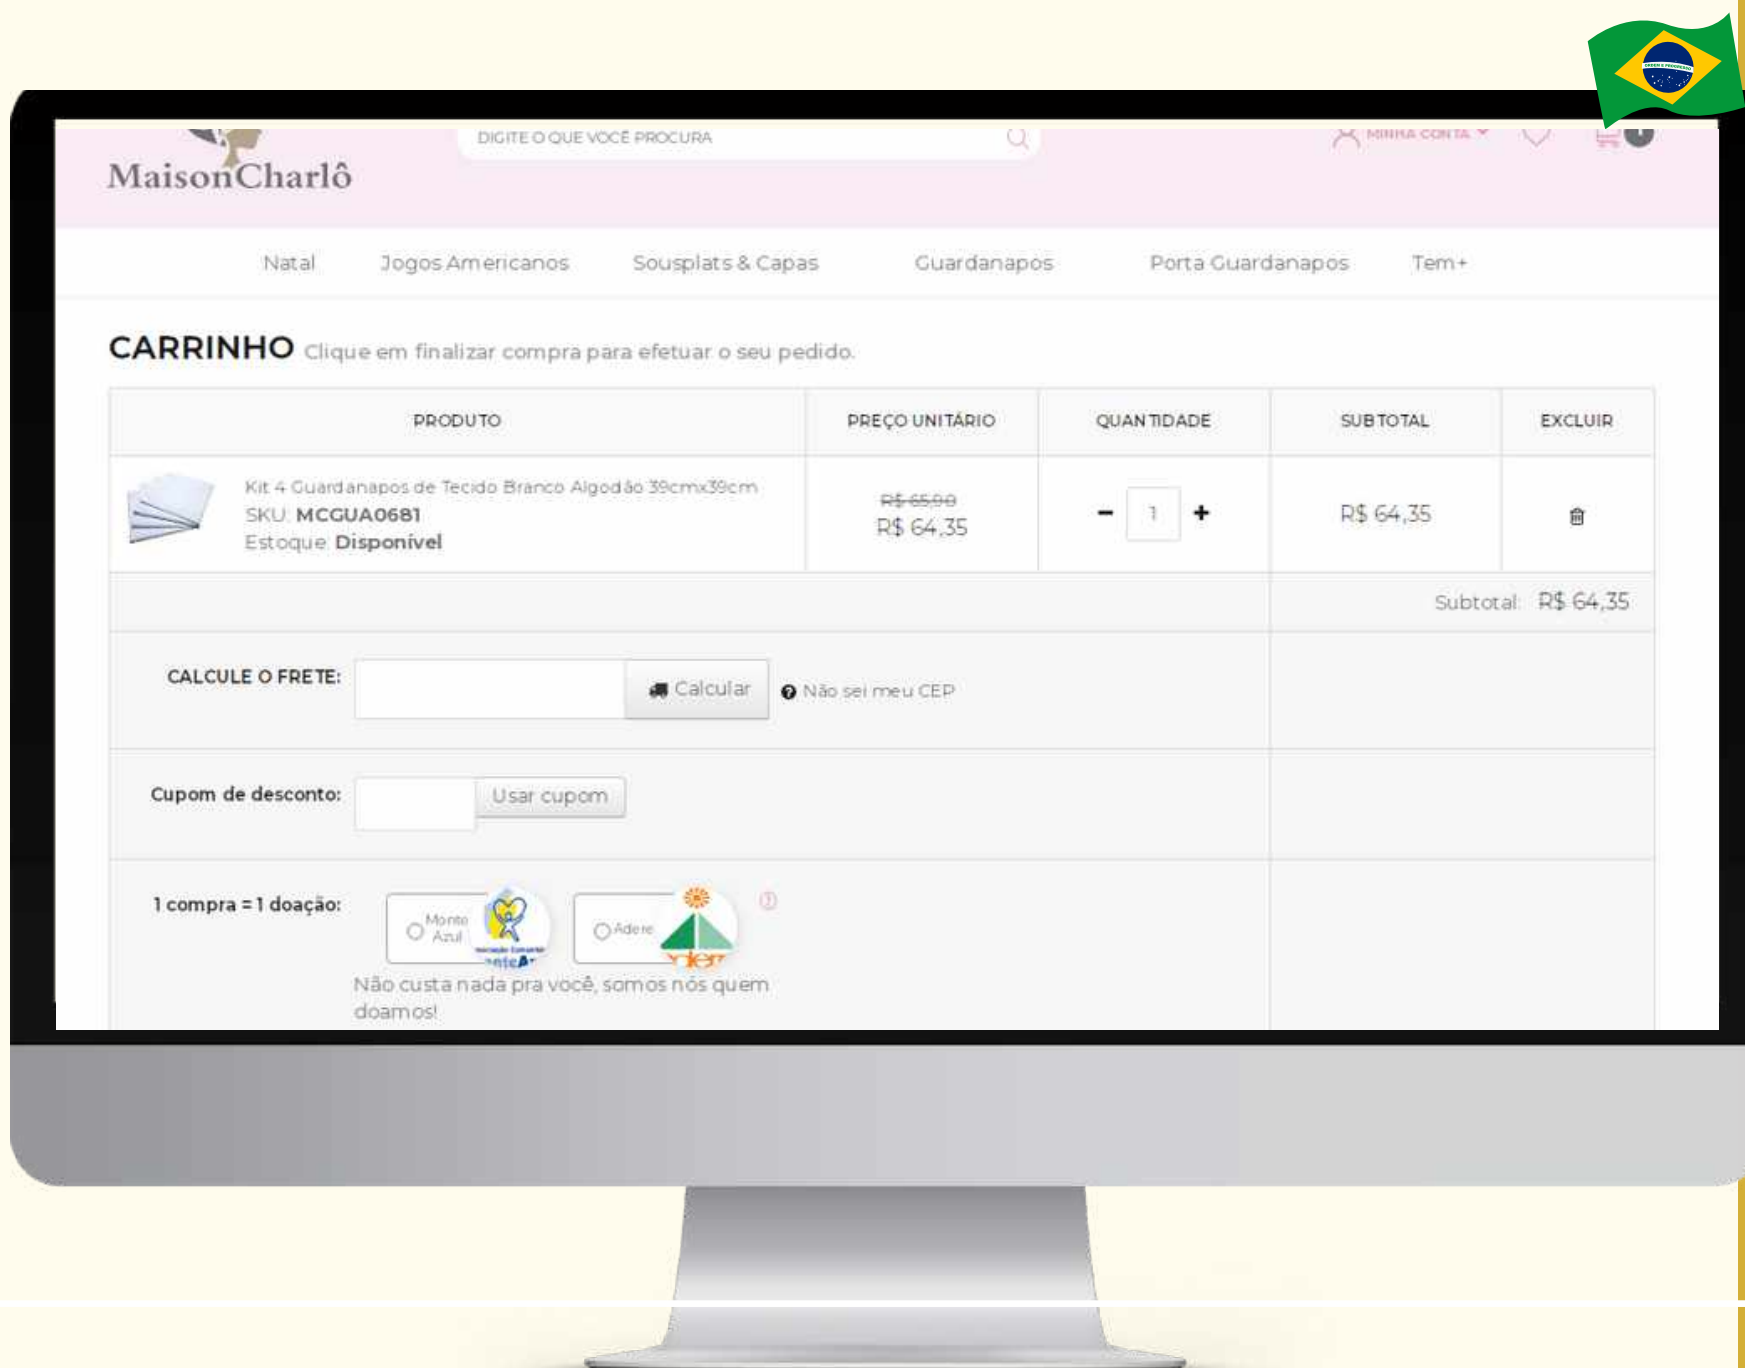 ORDEM E PROGRESSO
DIGITE O QUE VOCÊ PROCURA
MINHA CONTA
MaisonCharlô
Natal Jogos Americanos Sousplats & Capas Guardanapos Porta Guardanapos Tem+
CARRINHO Clique em finalizar compra para efetuar o seu pedido.
PRODUTO PREÇO UNITÁRIO QUANTIDADE SUBTOTAL EXCLUIR
Kit 4 Guardanapos de Tecido Branco Algodão 39cmx39cm
SKU: MCGUA0681
Estoque: Disponível
R$ 65,90
R$ 64,35
1
R$ 64,35
Subtotal: R$ 64,35
CALCULE O FRETE: Calcular Não sei meu CEP
Cupom de desconto: Usar cupom
1 compra = 1 doação:
Monte
Azul
Adere
Não custa nada pra você, somos nós quem
doamos!